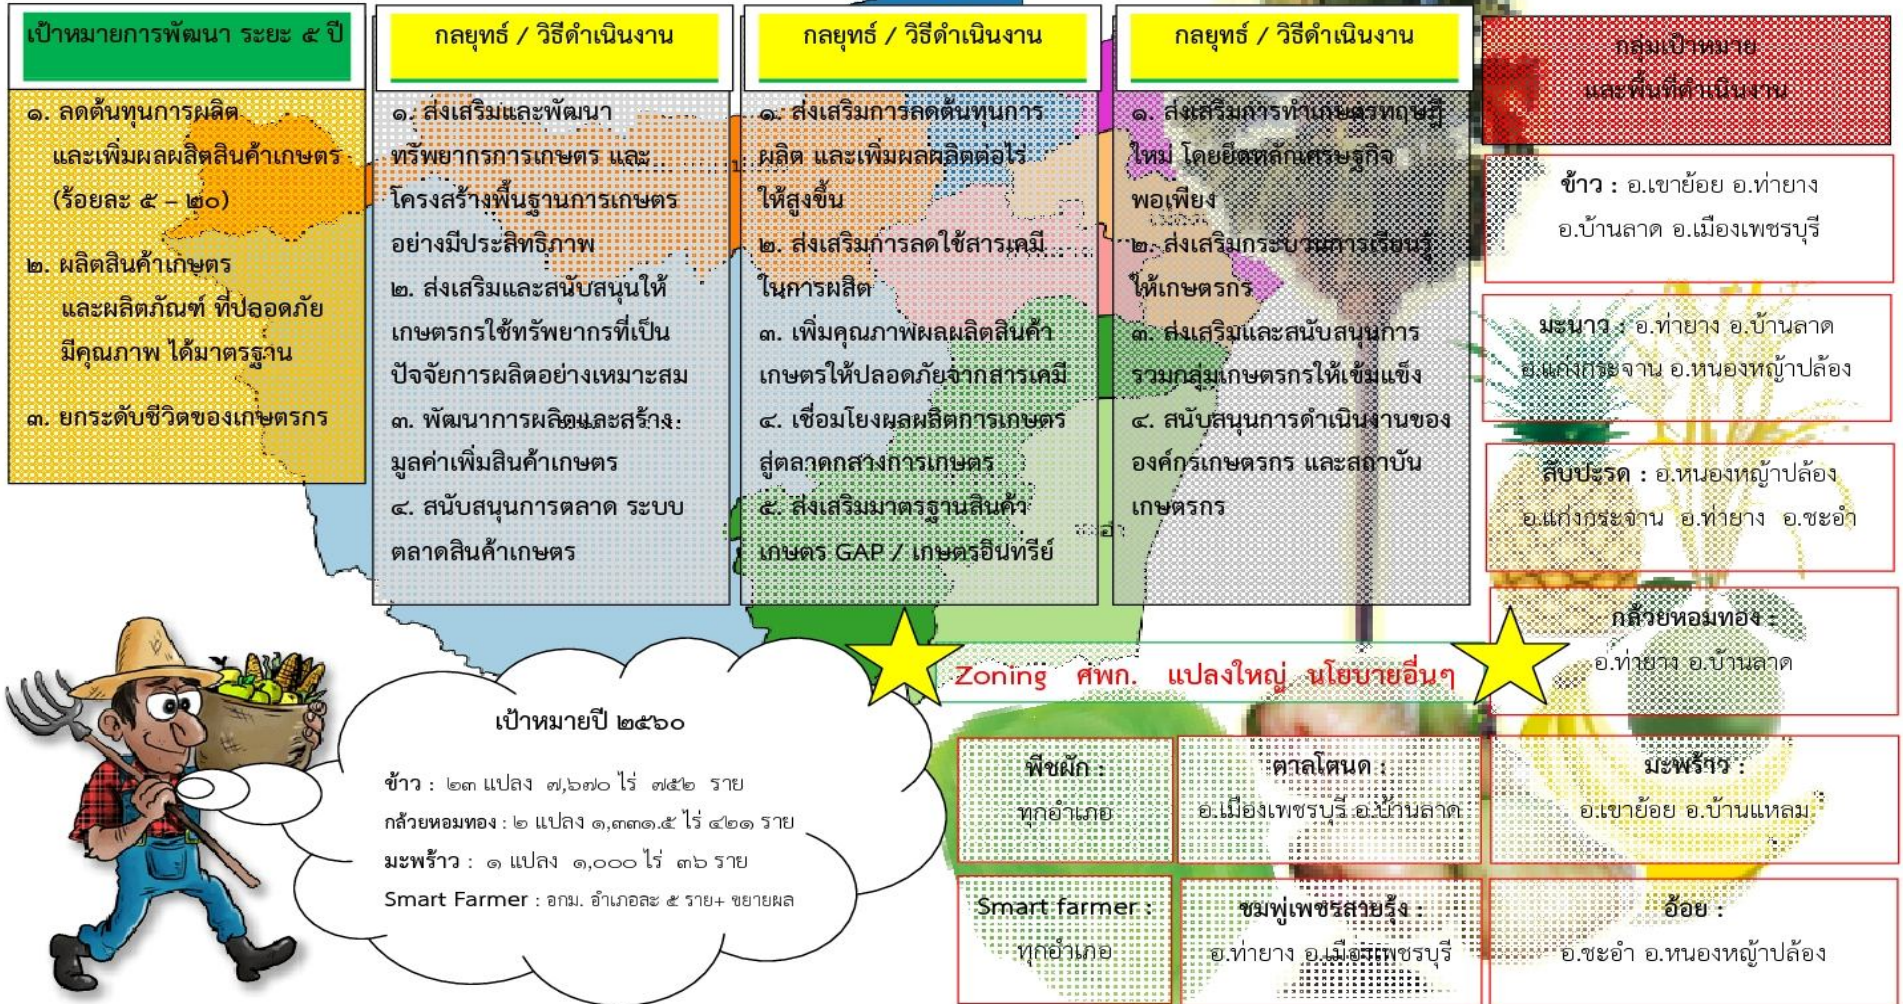 เป้าหมายการพัฒนา ระยะ ๕ ปี
๑. ลดต้นทุนการผลิต
และเพิ่มผลผลิตสินค้าเกษตร
(ร้อยละ ๕ – ๒๐)
๒. ผลิตสินค้าเกษตร
และผลิตภัณฑ์ ที่ปลอดภัย
มีคุณภาพ ได้มาตรฐาน
๓. ยกระดับชีวิตของเกษตรกร
กลยุทธ์ / วิธีดำเนินงาน
๑. ส่งเสริมและพัฒนา
ทรัพยากรการเกษตร และ
โครงสร้างพื้นฐานการเกษตร
อย่างมีประสิทธิภาพ
๒. ส่งเสริมและสนับสนุนให้
เกษตรกรใช้ทรัพยากรที่เป็น
ปัจจัยการผลิตอย่างเหมาะสม
๓. พัฒนาการผลิตและสร้าง
มูลค่าเพิ่มสินค้าเกษตร
๔. สนับสนุนการตลาด ระบบ
ตลาดสินค้าเกษตร
กลยุทธ์ / วิธีดำเนินงาน
๑. ส่งเสริมการลดต้นทุนการ
ผลิต และเพิ่มผลผลิตต่อไร่
ให้สูงขึ้น
๒. ส่งเสริมการลดใช้สารเคมี
ในการผลิต
๓. เพิ่มคุณภาพผลผลิตสินค้า
เกษตรให้ปลอดภัยจากสารเคมี
๔. เชื่อมโยงผลผลิตการเกษตร
สู่ตลาดกลางการเกษตร
๕. ส่งเสริมมาตรฐานสินค้า
เกษตร GAP / เกษตรอินทรีย์
กลยุทธ์ / วิธีดำเนินงาน
๑. ส่งเสริมการทำเกษตรทฤษฎี
ใหม่ โดยยึดหลักเศรษฐกิจ
พอเพียง
๒. ส่งเสริมกระบวนการเรียนรู้
ให้เกษตรกร
๓. ส่งเสริมและสนับสนุนการ
รวมกลุ่มเกษตรกรให้เข้มแข็ง
๔. สนับสนุนการดำเนินงานของ
องค์กรเกษตรกร และสถาบัน
เกษตรกร
กลุ่มเป้าหมาย
และพื้นที่ดำเนินงาน
ข้าว : อ.เขาย้อย อ.ท่ายาง
อ.บ้านลาด อ.เมืองเพชรบุรี
มะนาว : อ.ท่ายาง อ.บ้านลาด
อ.แก่งกระจาน อ.หนองหญ้าปล้อง
สับปะรด : อ.หนองหญ้าปล้อง
อ.แก่งกระจาน อ.ท่ายาง อ.ชะอำ
กล้วยหอมทอง :
อ.ท่ายาง อ.บ้านลาด
Zoning ศพก. แปลงใหญ่ นโยบายอื่นๆ
เป้าหมายปี ๒๕๖๐
ข้าว : ๒๓ แปลง ๗,๖๗๐ ไร่ ๗๕๒ ราย
กล้วยหอมทอง : ๒ แปลง ๑,๓๓๑.๕ ไร่ ๔๒๑ ราย
มะพร้าว : ๑ แปลง ๑,๐๐๐ ไร่ ๓๖ ราย
Smart Farmer : อกม. อำเภอละ ๕ ราย+ ขยายผล
พืชผัก :
ทุกอำเภอ
ตาลโตนด :
อ.เมืองเพชรบุรี อ.บ้านลาด
มะพร้าว :
อ.เขาย้อย อ.บ้านแหลม
Smart farmer :
ทุกอำเภอ
ชมพู่เพชรสายรุ้ง :
อ.ท่ายาง อ.เมืองเพชรบุรี
อ้อย :
อ.ชะอำ อ.หนองหญ้าปล้อง